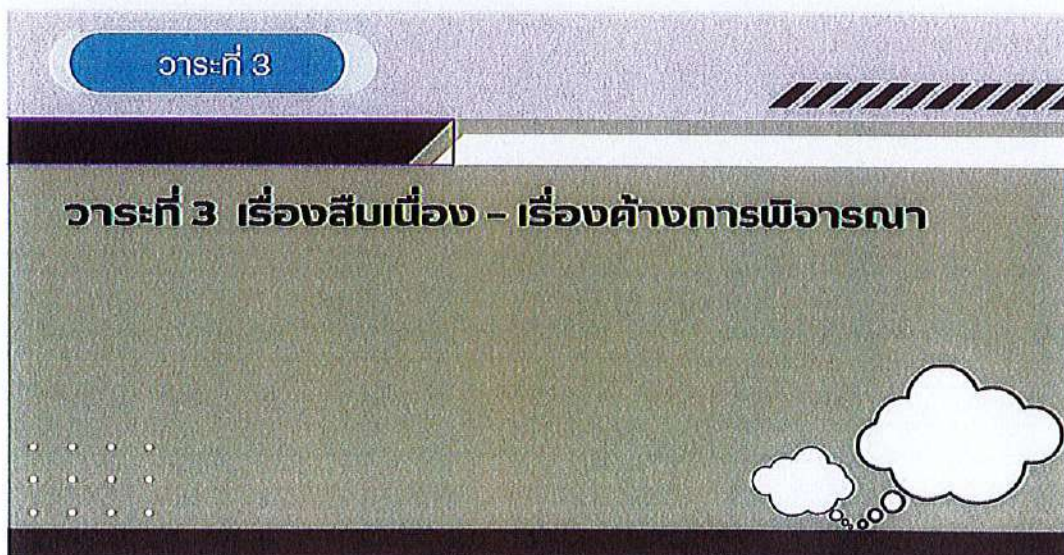 วาระที่ 3
วาระที่ 3 เรื่องสืบเนื่อง – เรื่องค้างการพิจารณา